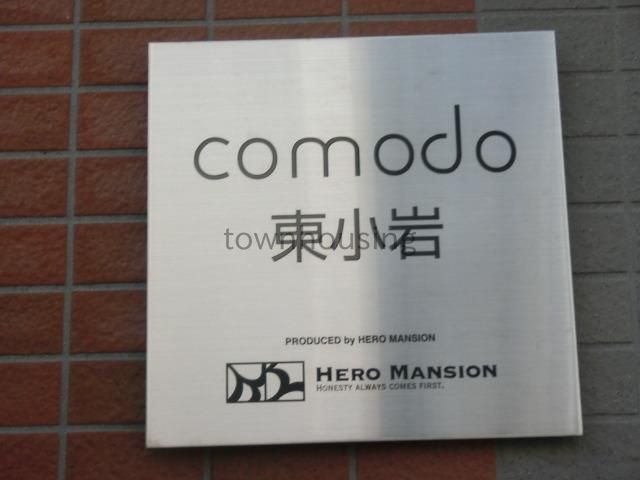 comodo
東小岩
townhousing
PRODUCED by HERO MANSION
HERO MANSION
HONESTY ALWAYS COMES FIRST.